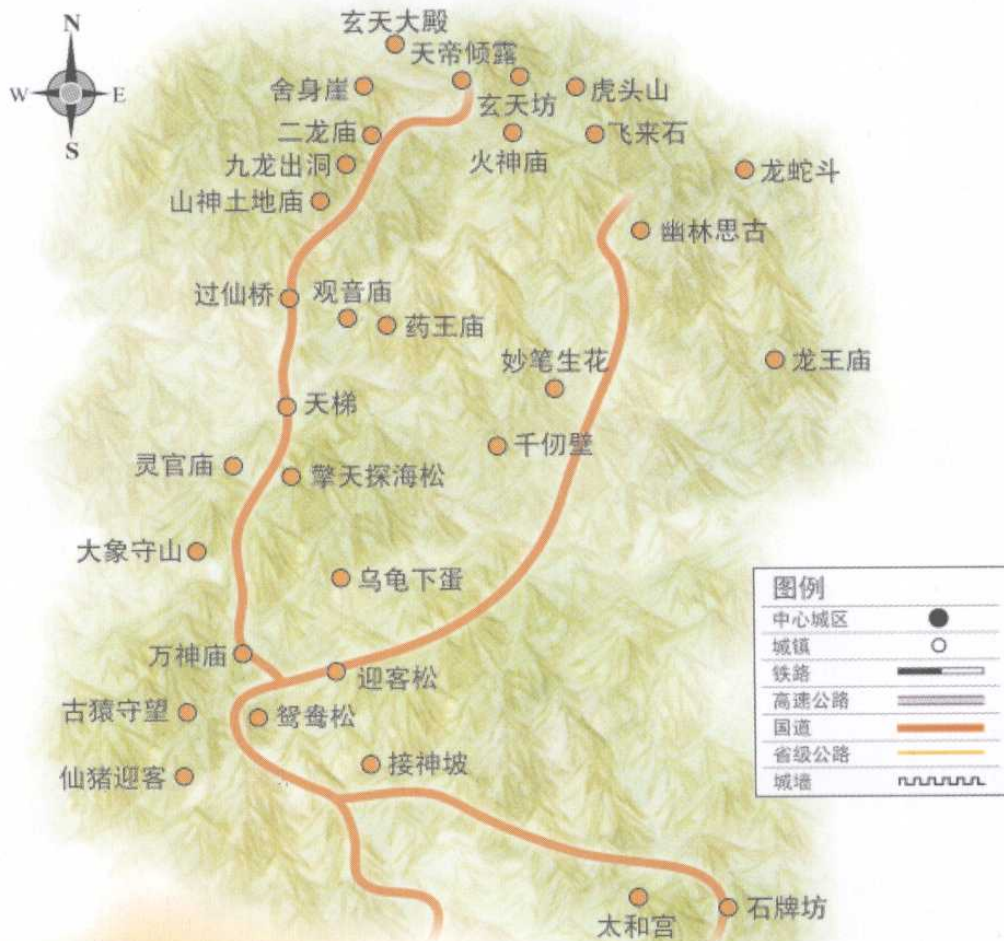 N
玄天大殿
天帝倾露
W
E
舍身崖
虎头山
玄天坊
S
二龙庙
飞来石
九龙出洞
火神庙
龙蛇斗
山神土地庙
幽林思古
过仙桥
观音庙
药王庙
妙笔生花
龙王庙
天梯
千仞壁
灵官庙
擎天探海松
大象守山
乌龟下蛋
图例
中心城区
城镇
铁路
高速公路
国道
省级公路
城墙
万神庙
迎客松
古猿守望
鸳鸯松
接神坡
仙猪迎客
太和宫
石牌坊